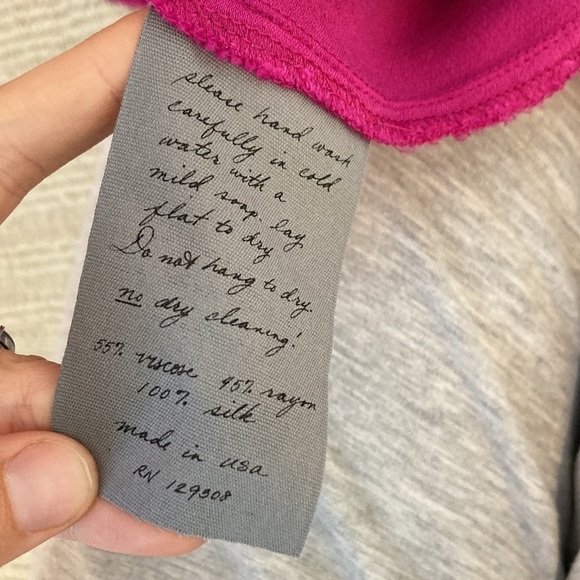 please hand wash
carefully in cold
water with a
mild soap. lay
flat to dry
Do not hang to dry.
no dry cleaning!
55% viscose 45% rayon
100% silk
made in usa
RN 129308